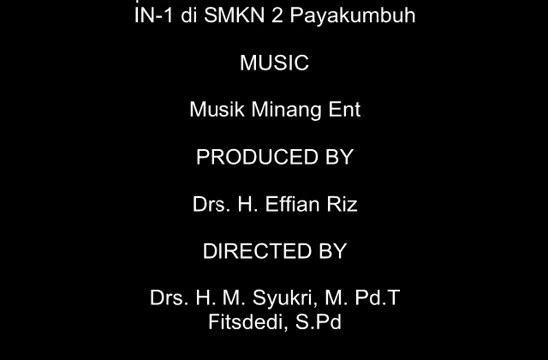 IN-1 di SMKN 2 Payakumbuh
MUSIC
Musik Minang Ent
PRODUCED BY
Drs. H. Effian Riz
DIRECTED BY
Drs. H. M. Syukri, M. Pd.T
Fitsdedi, S.Pd